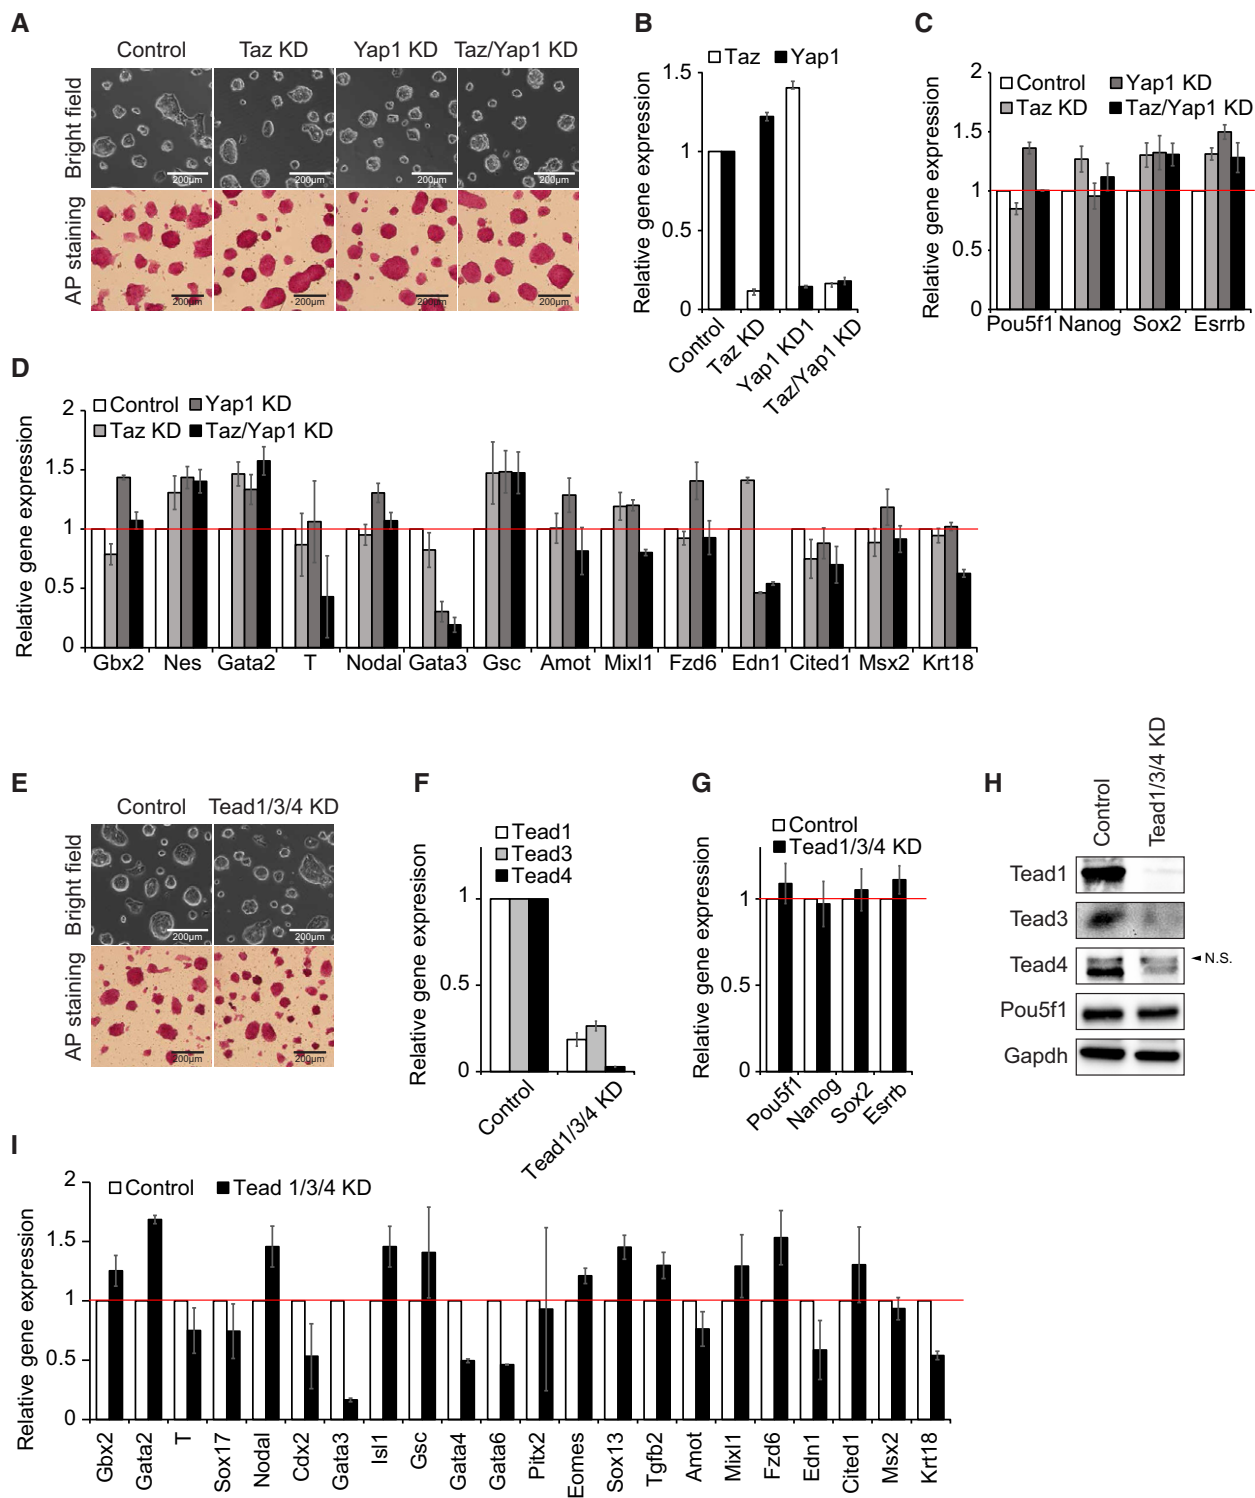 A
Control Taz KD Yap1 KD Taz/Yap1 KD
Bright field
200µm 200µm 200µm 200µm
AP staining
200µm 200µm 200µm 200µm
B
Taz Yap1
Relative gene expression
1.5
1
0.5
0
Control
Taz KD
Yap1 KD1
Taz/Yap1 KD
C
Control Yap1 KD
Taz KD Taz/Yap1 KD
Relative gene expression
2
1.5
1
0.5
0
Pou5f1 Nanog Sox2 Esrrb
D
Control Yap1 KD
Taz KD Taz/Yap1 KD
Relative gene expression
2
1.5
1
0.5
0
Gbx2 Nes Gata2 T Nodal Gata3 Gsc Amot Mixl1 Fzd6 Edn1 Cited1 Msx2 Krt18
E
Control Tead1/3/4 KD
Bright field
200µm 200µm
AP staining
200µm 200µm
F
Tead1
Tead3
Tead4
Relative gene expression
1
0.5
0
Control
Tead1/3/4 KD
G
Control
Tead1/3/4 KD
Relative gene expression
1
0.5
0
Pou5f1
Nanog
Sox2
Esrrb
H
Control
Tead1/3/4 KD
Tead1
Tead3
Tead4
N.S.
Pou5f1
Gapdh
I
Control Tead 1/3/4 KD
Relative gene expression
2
1.5
1
0.5
0
Gbx2
Gata2
T
Sox17
Nodal
Cdx2
Gata3
Isl1
Gsc
Gata4
Gata6
Pitx2
Eomes
Sox13
Tgfb2
Amot
Mixl1
Fzd6
Edn1
Cited1
Msx2
Krt18